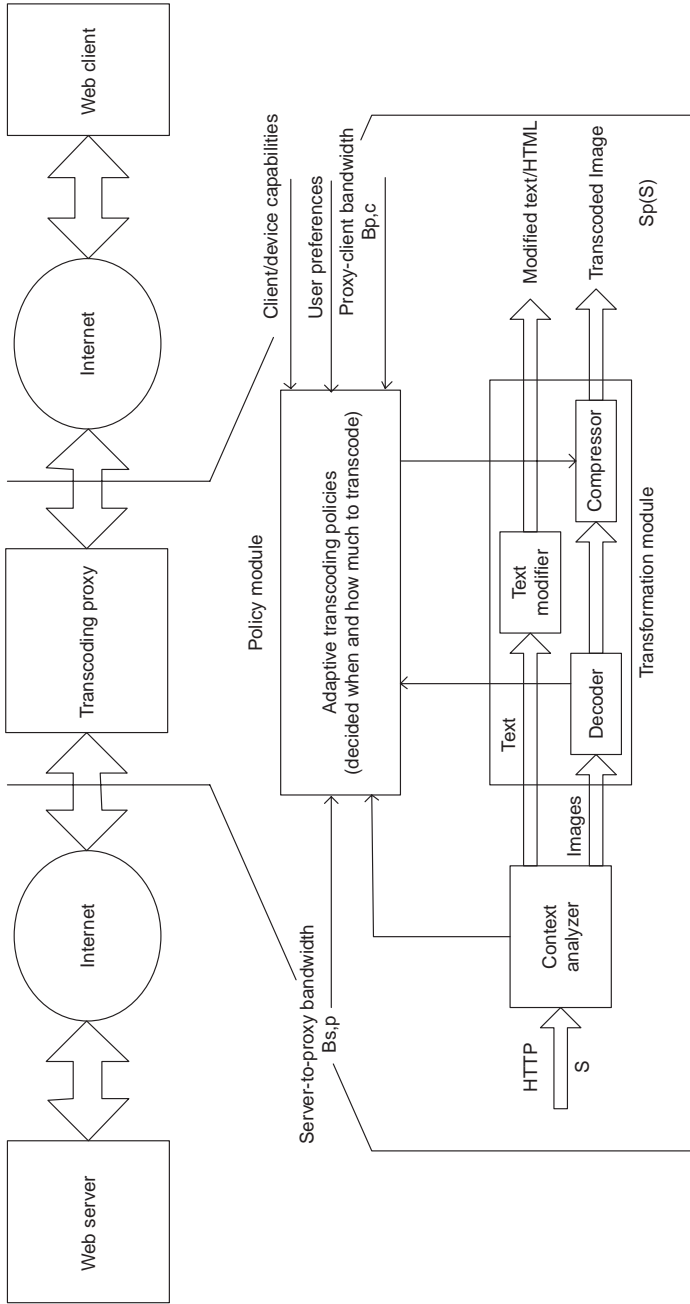 Web server
Internet
Transcoding proxy
Internet
Web client
Server-to-proxy bandwidth
Bs,p
Policy module
Adaptive transcoding policies
(decided when and how much to transcode)
Client/device capabilities
User preferences
Proxy-client bandwidth
Bp,c
HTTP
S
Context
analyzer
Text
Images
Text
modifier
Decoder
Compressor
Transformation module
Modified text/HTML
Transcoded Image
Sp(S)